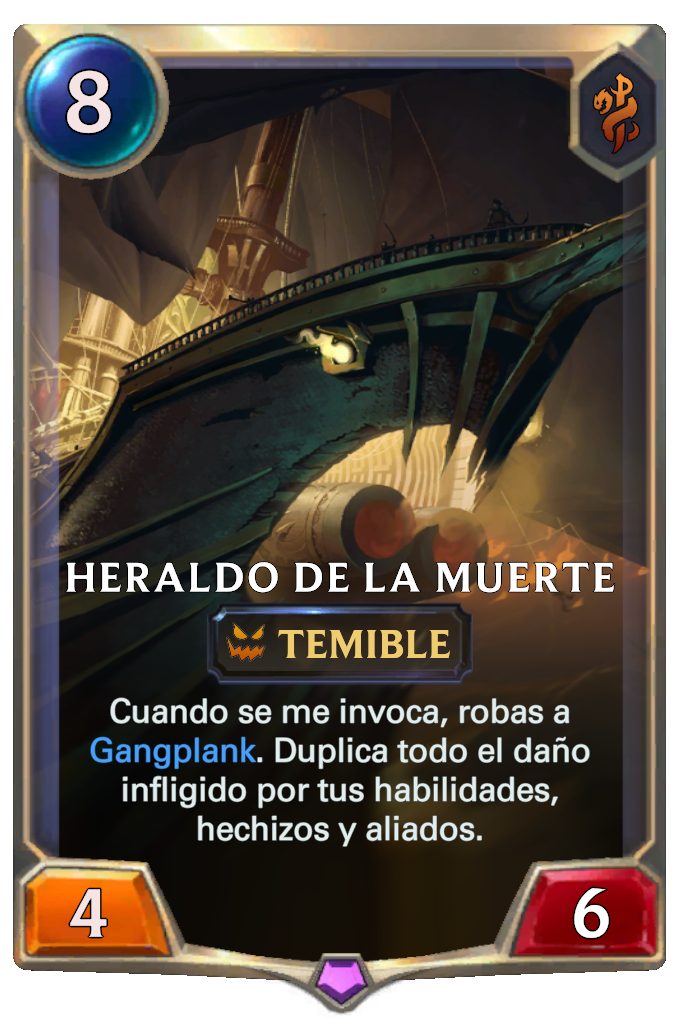 8
HERALDO DE LA MUERTE
TEMIBLE
Cuando se me invoca, robas a
Gangplank. Duplica todo el daño
infligido por tus habilidades,
hechizos y aliados.
4
6